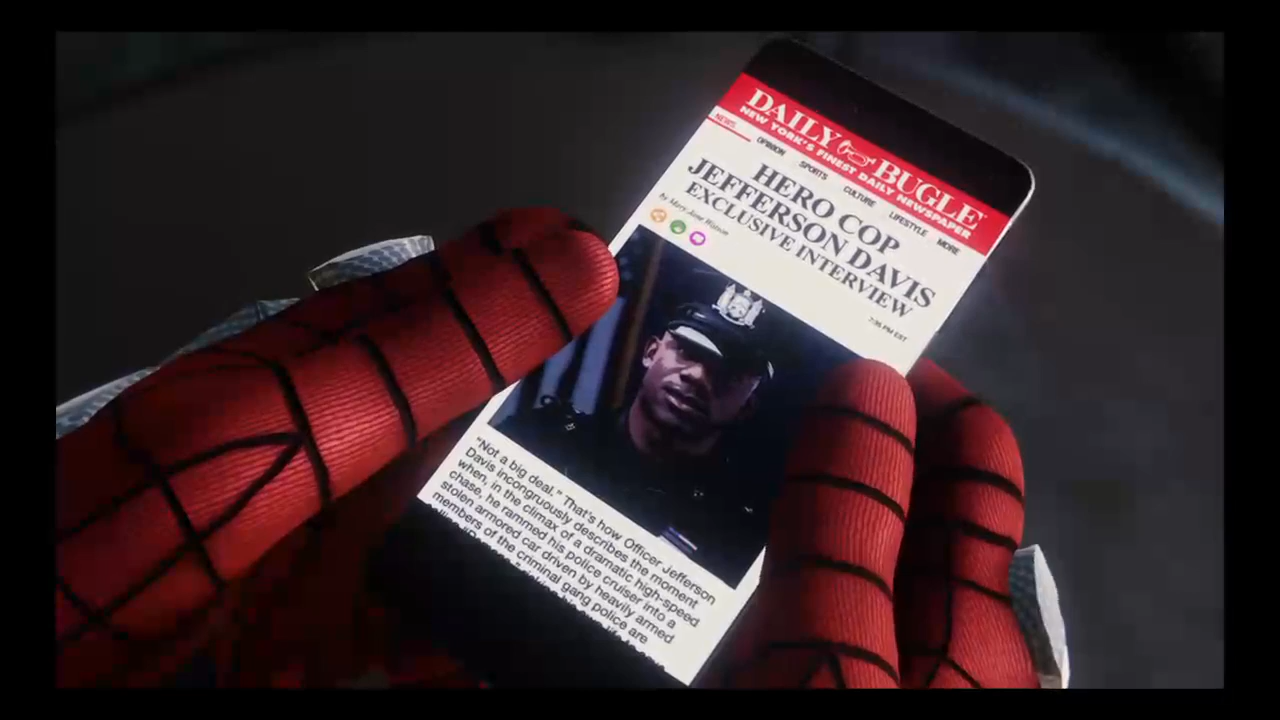 DAILY BUGLE
NEW YORK'S FINEST DAILY NEWSPAPER
NEWS OPINION SPORTS CULTURE LIFESTYLE MORE
HERO COP
JEFFERSON DAVIS
EXCLUSIVE INTERVIEW
by Mary Jane Watson
7:35 PM EST
"Not a big deal." That's how Officer Jefferson
Davis incongruously describes the moment
when, in the climax of a dramatic high-speed
chase, he rammed his police cruiser into a
stolen armored car driven by heavily armed
members of the criminal gang police are